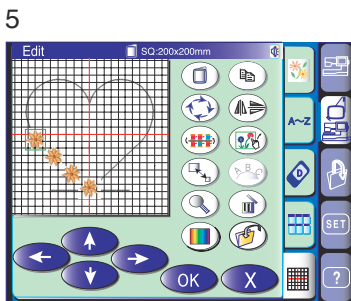 5
Edit
SQ:200x200mm
A~Z
A B C
D
SET
?
OK X